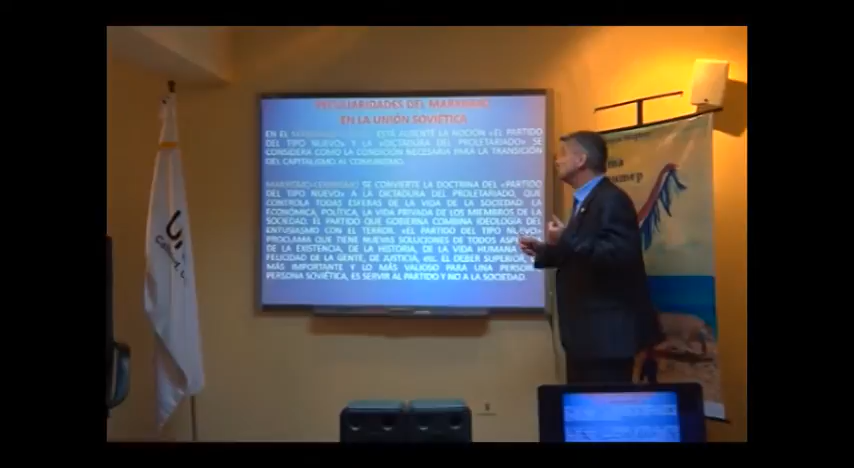 PECULIARIDADES DEL MARXISMO
EN LA UNIÓN SOVIÉTICA
EN EL ESTÁ AUSENTE LA NOCIÓN «EL PARTIDO
DEL TIPO NUEVO» Y LA «DICTADURA DEL PROLETARIADO» SE
CONSIDERA COMO LA CONDICIÓN NECESARIA PARA LA TRANSICIÓN
DEL CAPITALISMO AL COMUNISMO.
MARXISMO-LENINISMO SE CONVIERTE LA DOCTRINA DEL «PARTIDO
DEL TIPO NUEVO» A LA DICTADURA DEL PROLETARIADO, QUE
CONTROLA TODAS ESFERAS DE LA VIDA DE LA SOCIEDAD LA
ECONÓMICA, POLÍTICA, LA VIDA PRIVADA DE LOS MIEMBROS DE LA
SOCIEDAD. EL PARTIDO QUE GOBIERNA COMBINA IDEOLOGÍA DEL
ENTUSIASMO CON EL TERROR. «EL PARTIDO DEL TIPO NUEVO»
PROCLAMA QUE TIENE NUEVAS SOLUCIONES DE TODOS
DE LA EXISTENCIA, DE LA HISTORIA, DE LA VIDA HUMANA
FELICIDAD DE LA GENTE, DE JUSTICIA, etc. EL DEBER SUPERIOR,
MÁS IMPORTANTE Y LO MÁS VALIOSO PARA UNA PERSONA
PERSONA SOVIÉTICA, ES SERVIR AL PARTIDO Y NO A LA SOCIEDAD.